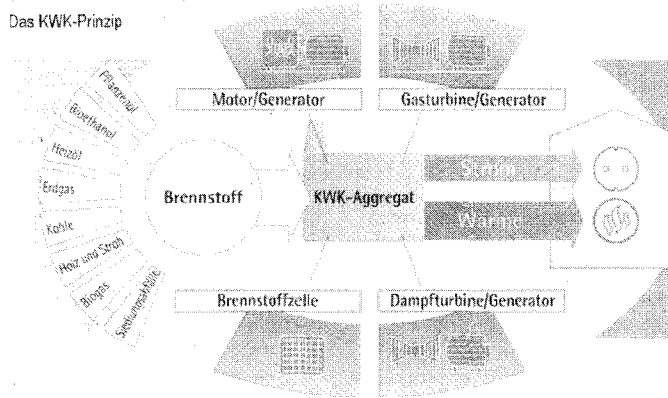 Das KWK-Prinzip
Motor/Generator
Gasturbine/Generator
Pflanzenöl
Bioethanol
Heizöl
Erdgas
Kohle
Holz und Stroh
Biogas
Siedlungsabfälle
Brennstoff
KWK-Aggregat
Strom
Wärme
Brennstoffzelle
Dampfturbine/Generator